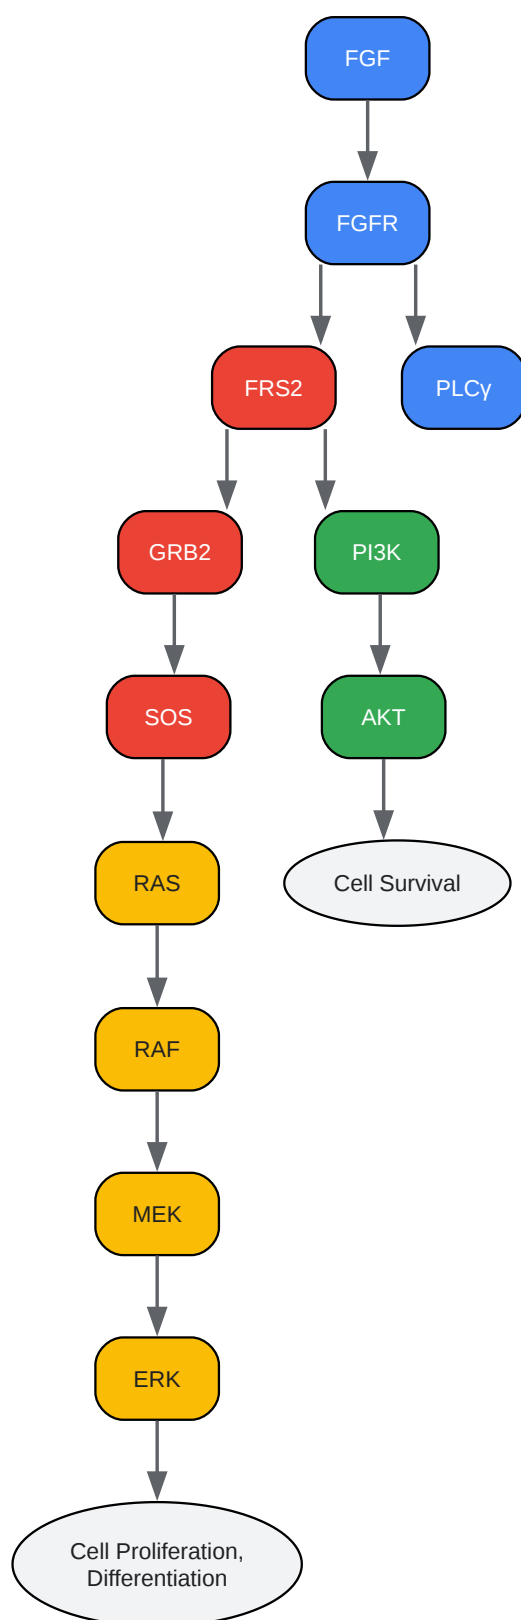 FGF
FGFR
FRS2
PLCγ
GRB2
PI3K
SOS
AKT
RAS
Cell Survival
RAF
MEK
ERK
Cell Proliferation,
Differentiation